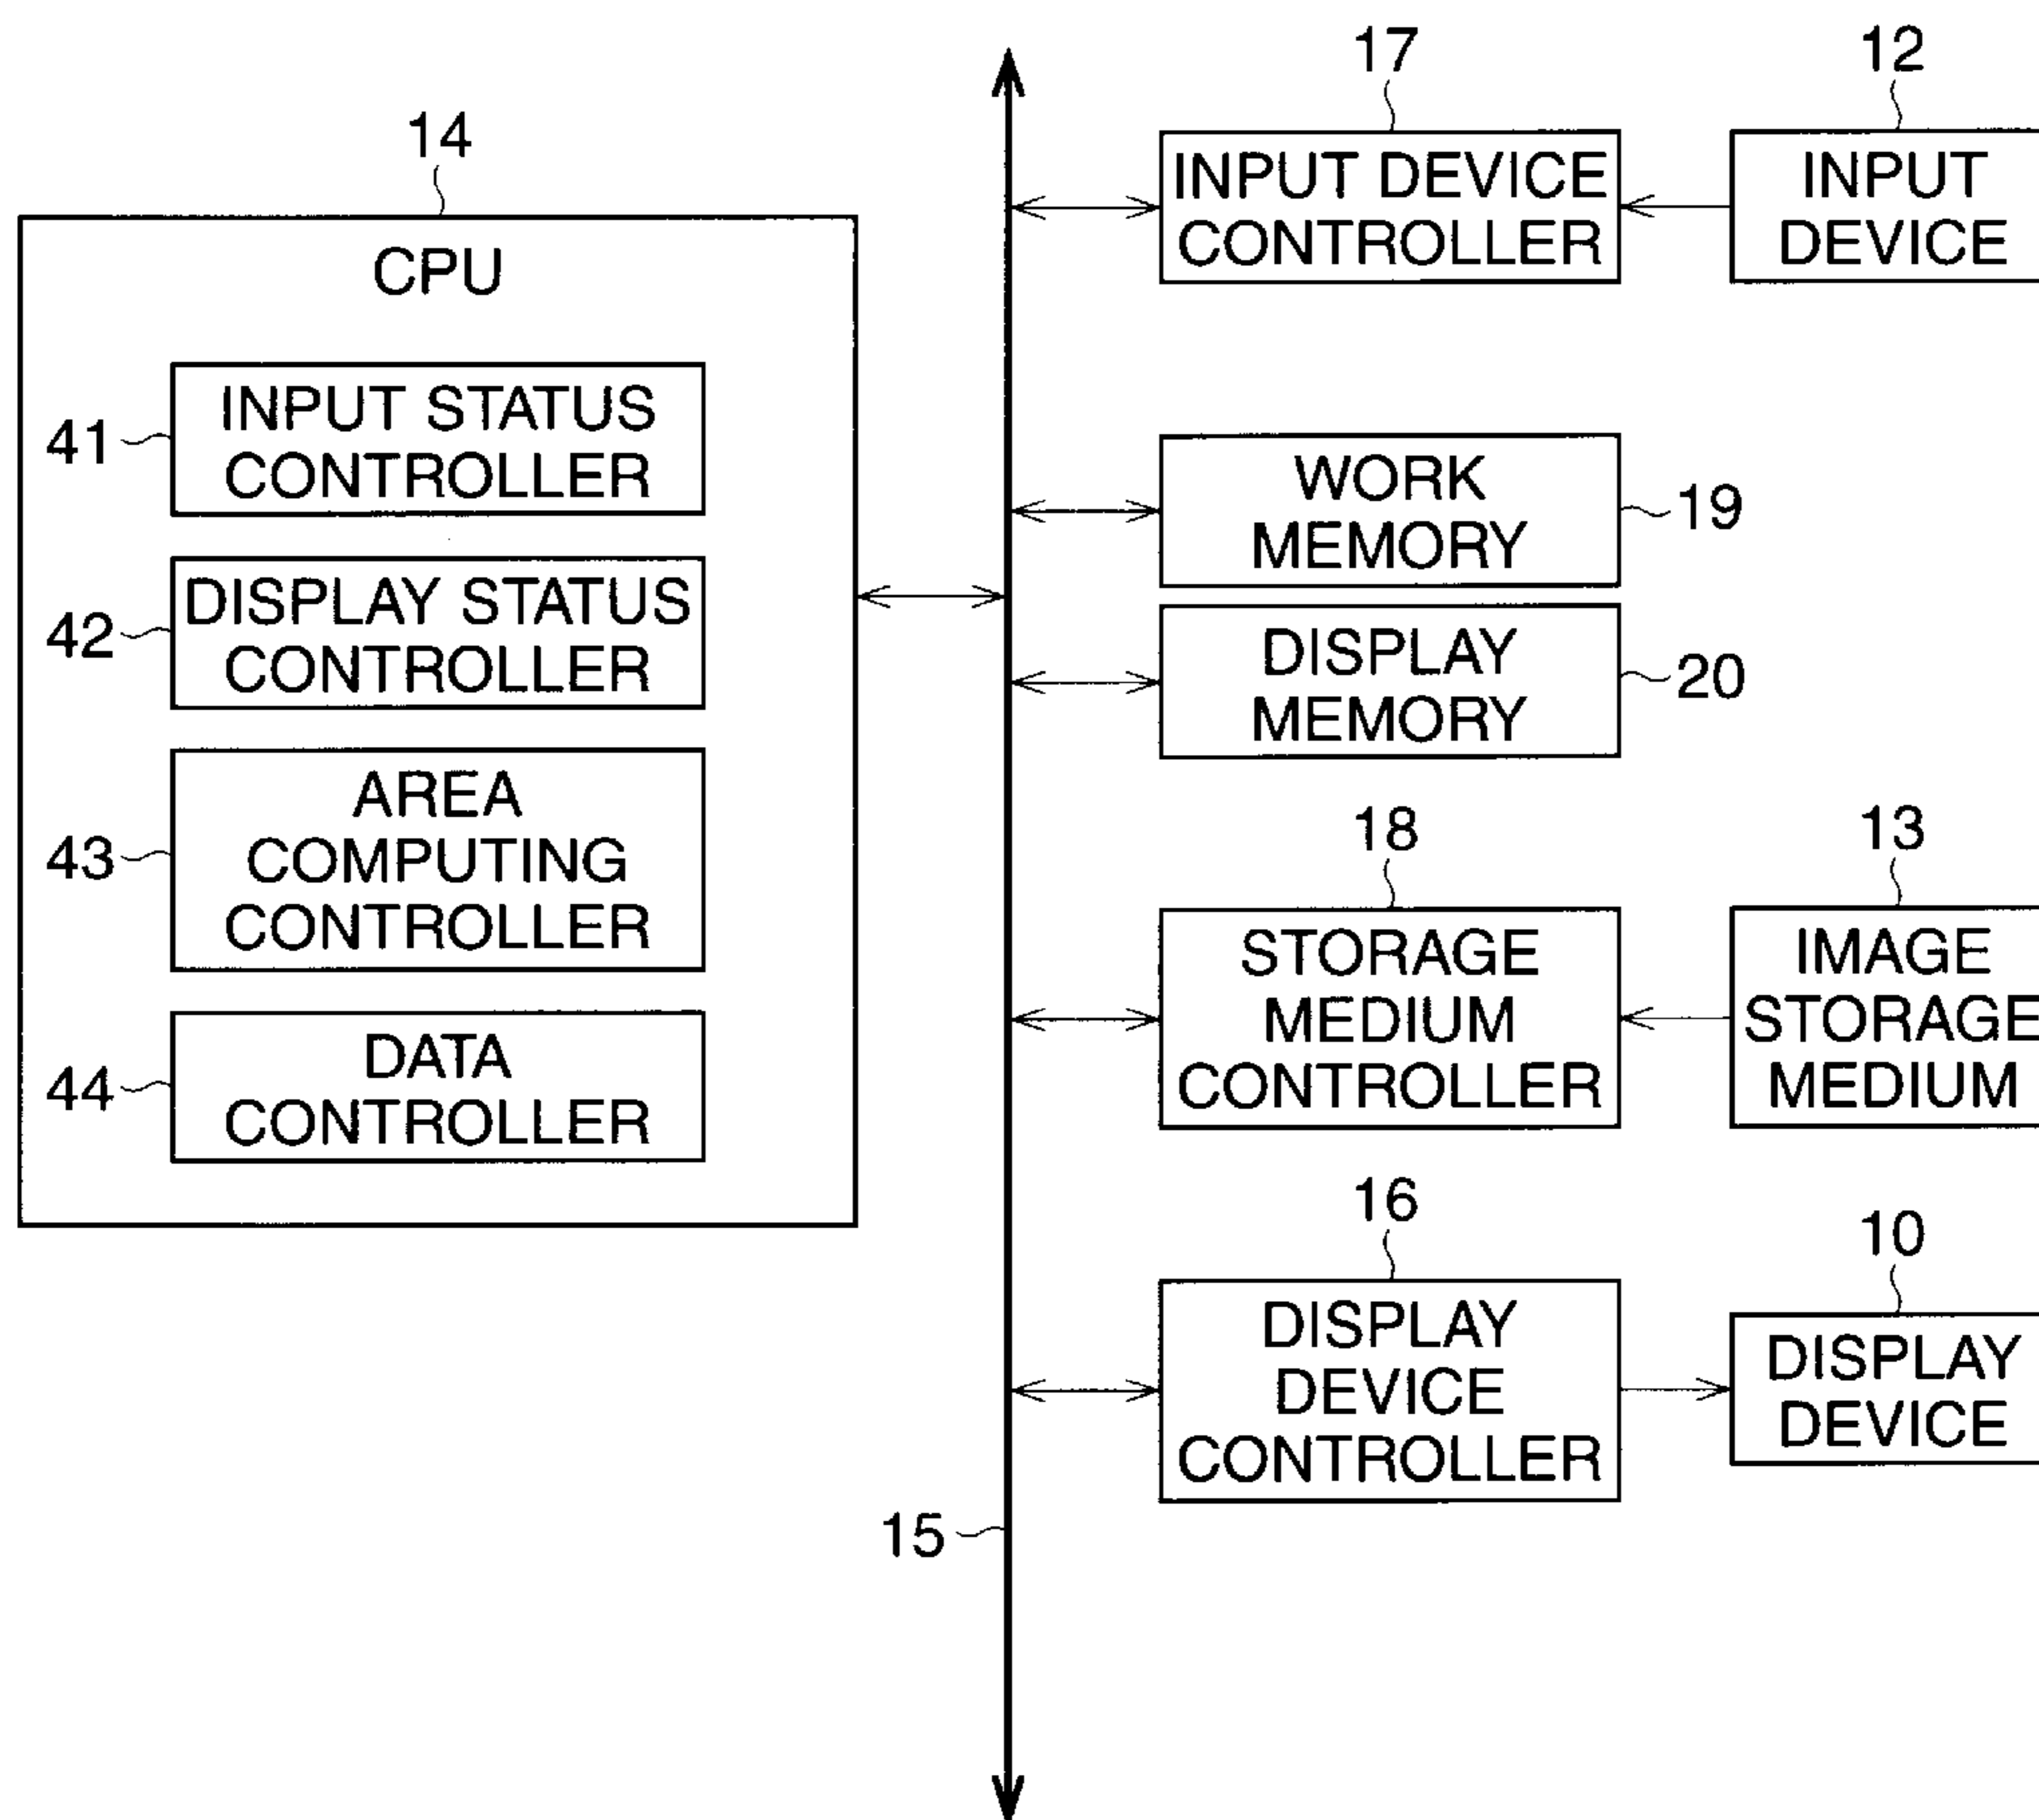 14
CPU
41
INPUT STATUS
CONTROLLER
42
DISPLAY STATUS
CONTROLLER
43
AREA
COMPUTING
CONTROLLER
44
DATA
CONTROLLER
15
17
INPUT DEVICE
CONTROLLER
12
INPUT
DEVICE
WORK
MEMORY
19
DISPLAY
MEMORY
20
18
STORAGE
MEDIUM
CONTROLLER
13
IMAGE
STORAGE
MEDIUM
16
DISPLAY
DEVICE
CONTROLLER
10
DISPLAY
DEVICE